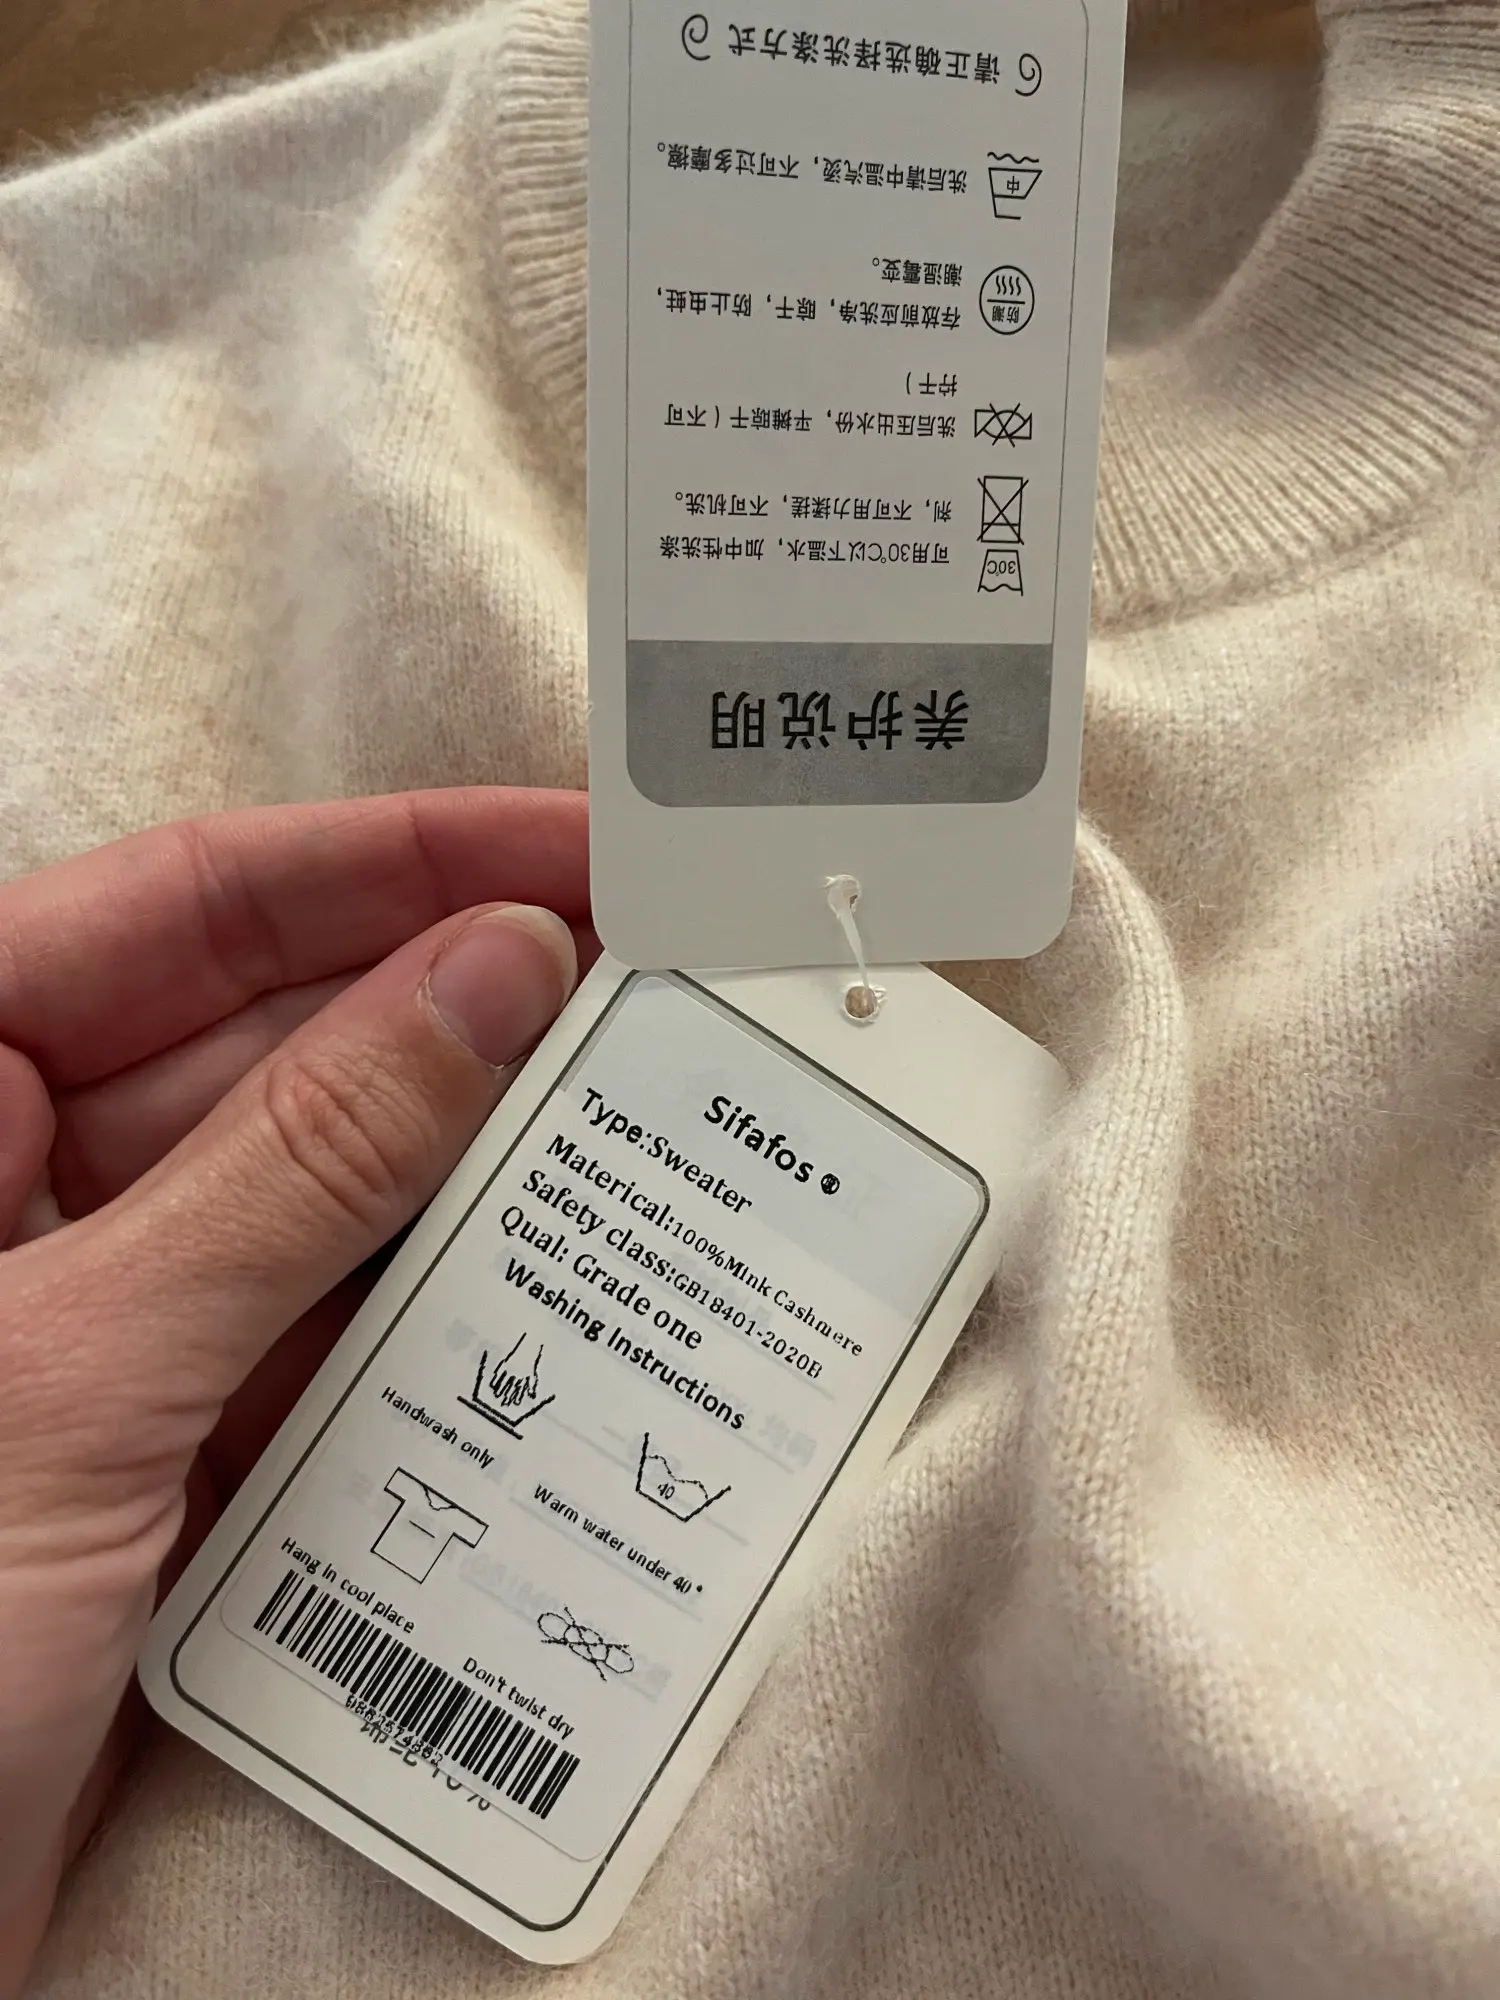 养护说明
30℃
可用30℃以下温水，加中性洗涤
剂，不可用力揉搓，不可机洗。
洗后压出水份，平摊晾干（不可
拧干）
防潮
存放前应洗净，晾干，防止虫蛀，
潮湿霉变。
中
洗后请中温汽烫，不可过多摩擦。
请正确选择洗涤方式
Sifafos ®
Type:Sweater
Materical:100%Mink Cashmere
Safety class:GB18401-2020B
Qual: Grade one
Washing Instructions
Handwash only
40
Warm water under 40°
Hang in cool place
Don't twist dry